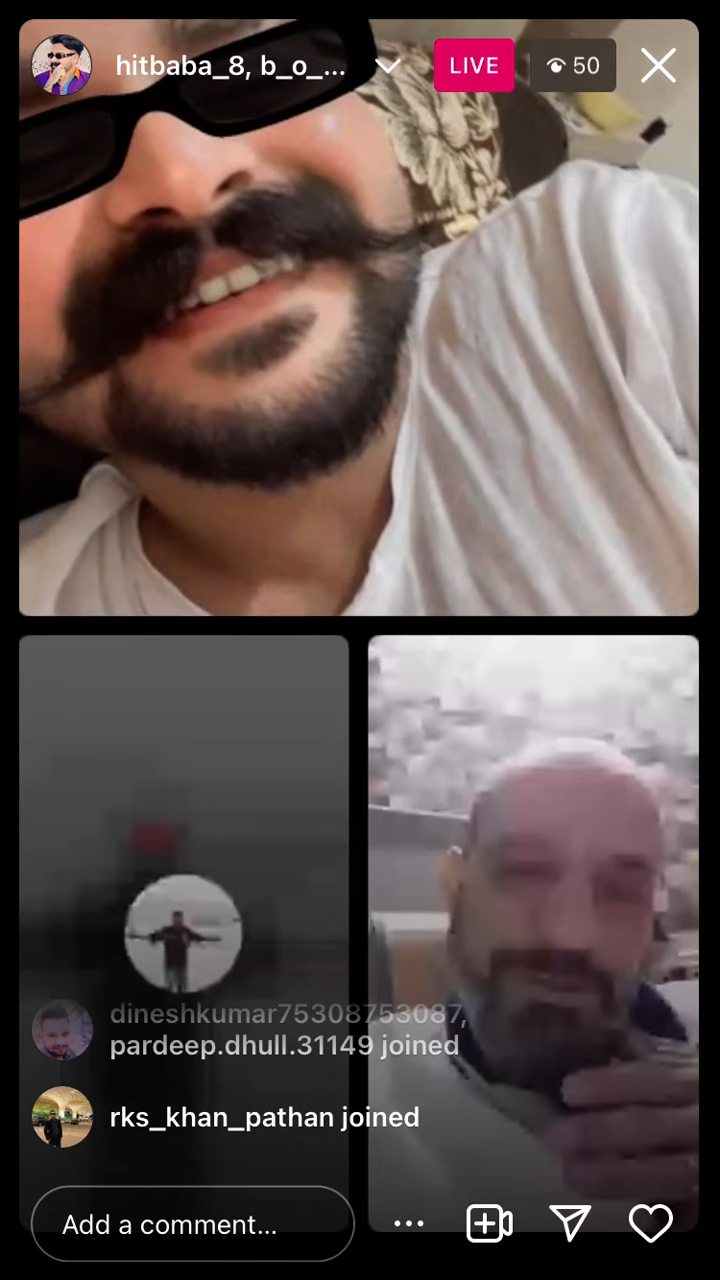 hitbaba_8, b_o_...
LIVE
50
dineshkumar75308753087,
pardeep.dhull.31149 joined
rks_khan_pathan joined
Add a comment...